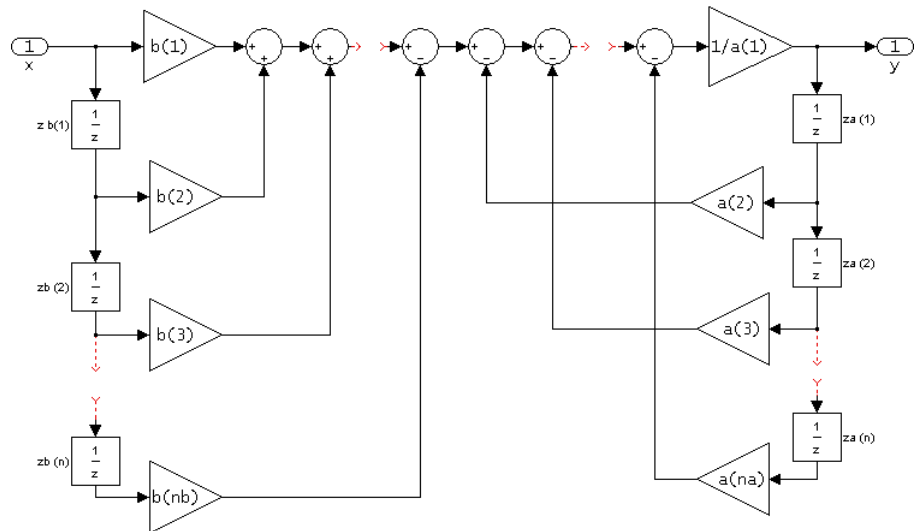 1
x
b(1)
+
+
+
+
+
-
+
-
+
-
+
-
1/a(1)
1
y
z b(1)
1
z
1
z
za (1)
b(2)
a(2)
zb (2)
1
z
1
z
za (2)
b(3)
a(3)
zb (n)
1
z
1
z
za (n)
b(nb)
a(na)